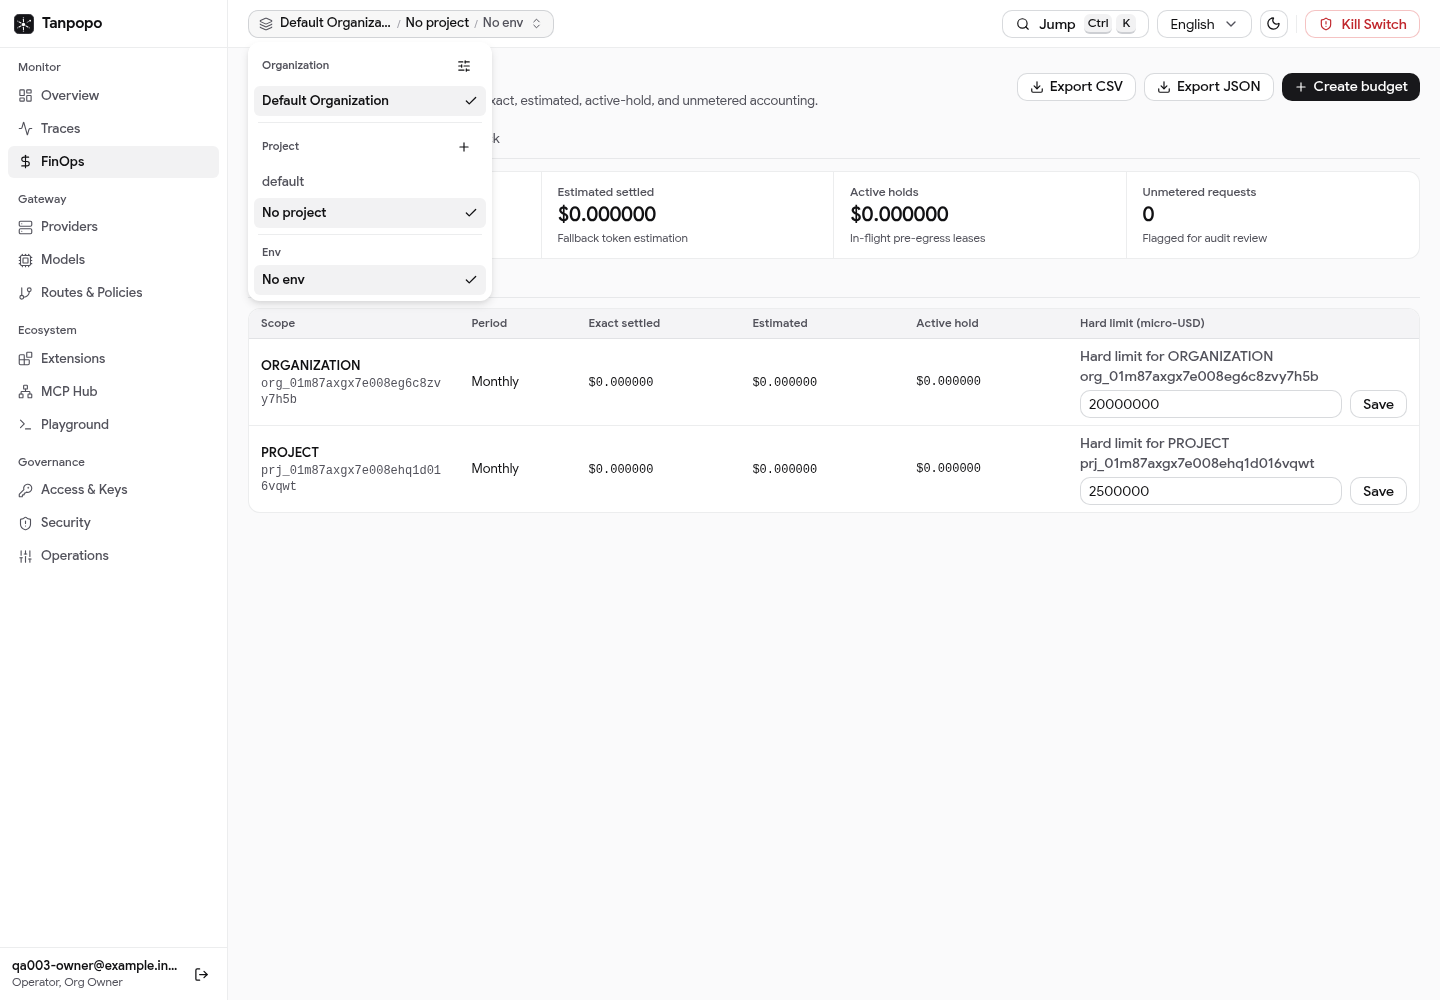 Tanpopo
Default Organiza... / No project / No env
Jump Ctrl K
English
Kill Switch
Monitor
Overview
Traces
FinOps
Gateway
Providers
Models
Routes & Policies
Ecosystem
Extensions
MCP Hub
Playground
Governance
Access & Keys
Security
Operations
qa003-owner@example.in...
Operator, Org Owner
Organization
Default Organization
Project
default
No project
Env
No env
exact, estimated, active-hold, and unmetered accounting.
Export CSV
Export JSON
Create budget
Estimated settled
$0.000000
Fallback token estimation
Active holds
$0.000000
In-flight pre-egress leases
Unmetered requests
0
Flagged for audit review
Scope Period Exact settled Estimated Active hold Hard limit (micro-USD)
ORGANIZATION
org_01m87axgx7e008eg6c8zv
y7h5b
Monthly $0.000000 $0.000000 $0.000000
Hard limit for ORGANIZATION
org_01m87axgx7e008eg6c8zvy7h5b
20000000 Save
PROJECT
prj_01m87axgx7e008ehq1d01
6vqwt
Monthly $0.000000 $0.000000 $0.000000
Hard limit for PROJECT
prj_01m87axgx7e008ehq1d016vqwt
2500000 Save